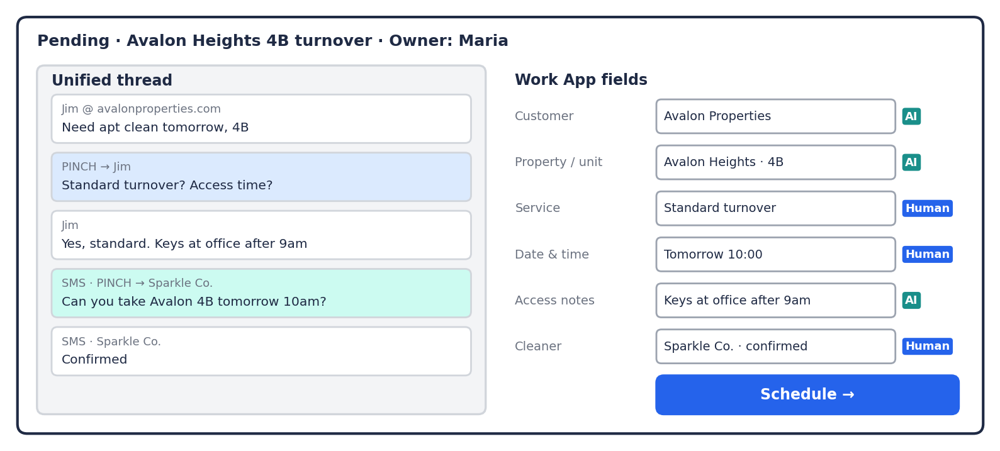 Pending · Avalon Heights 4B turnover · Owner: Maria
Unified thread
Jim @ avalonproperties.com
Need apt clean tomorrow, 4B
PINCH → Jim
Standard turnover? Access time?
Jim
Yes, standard. Keys at office after 9am
SMS · PINCH → Sparkle Co.
Can you take Avalon 4B tomorrow 10am?
SMS · Sparkle Co.
Confirmed
Work App fields
Customer Avalon Properties AI
Property / unit Avalon Heights · 4B AI
Service Standard turnover Human
Date & time Tomorrow 10:00 Human
Access notes Keys at office after 9am AI
Cleaner Sparkle Co. · confirmed Human
Schedule →